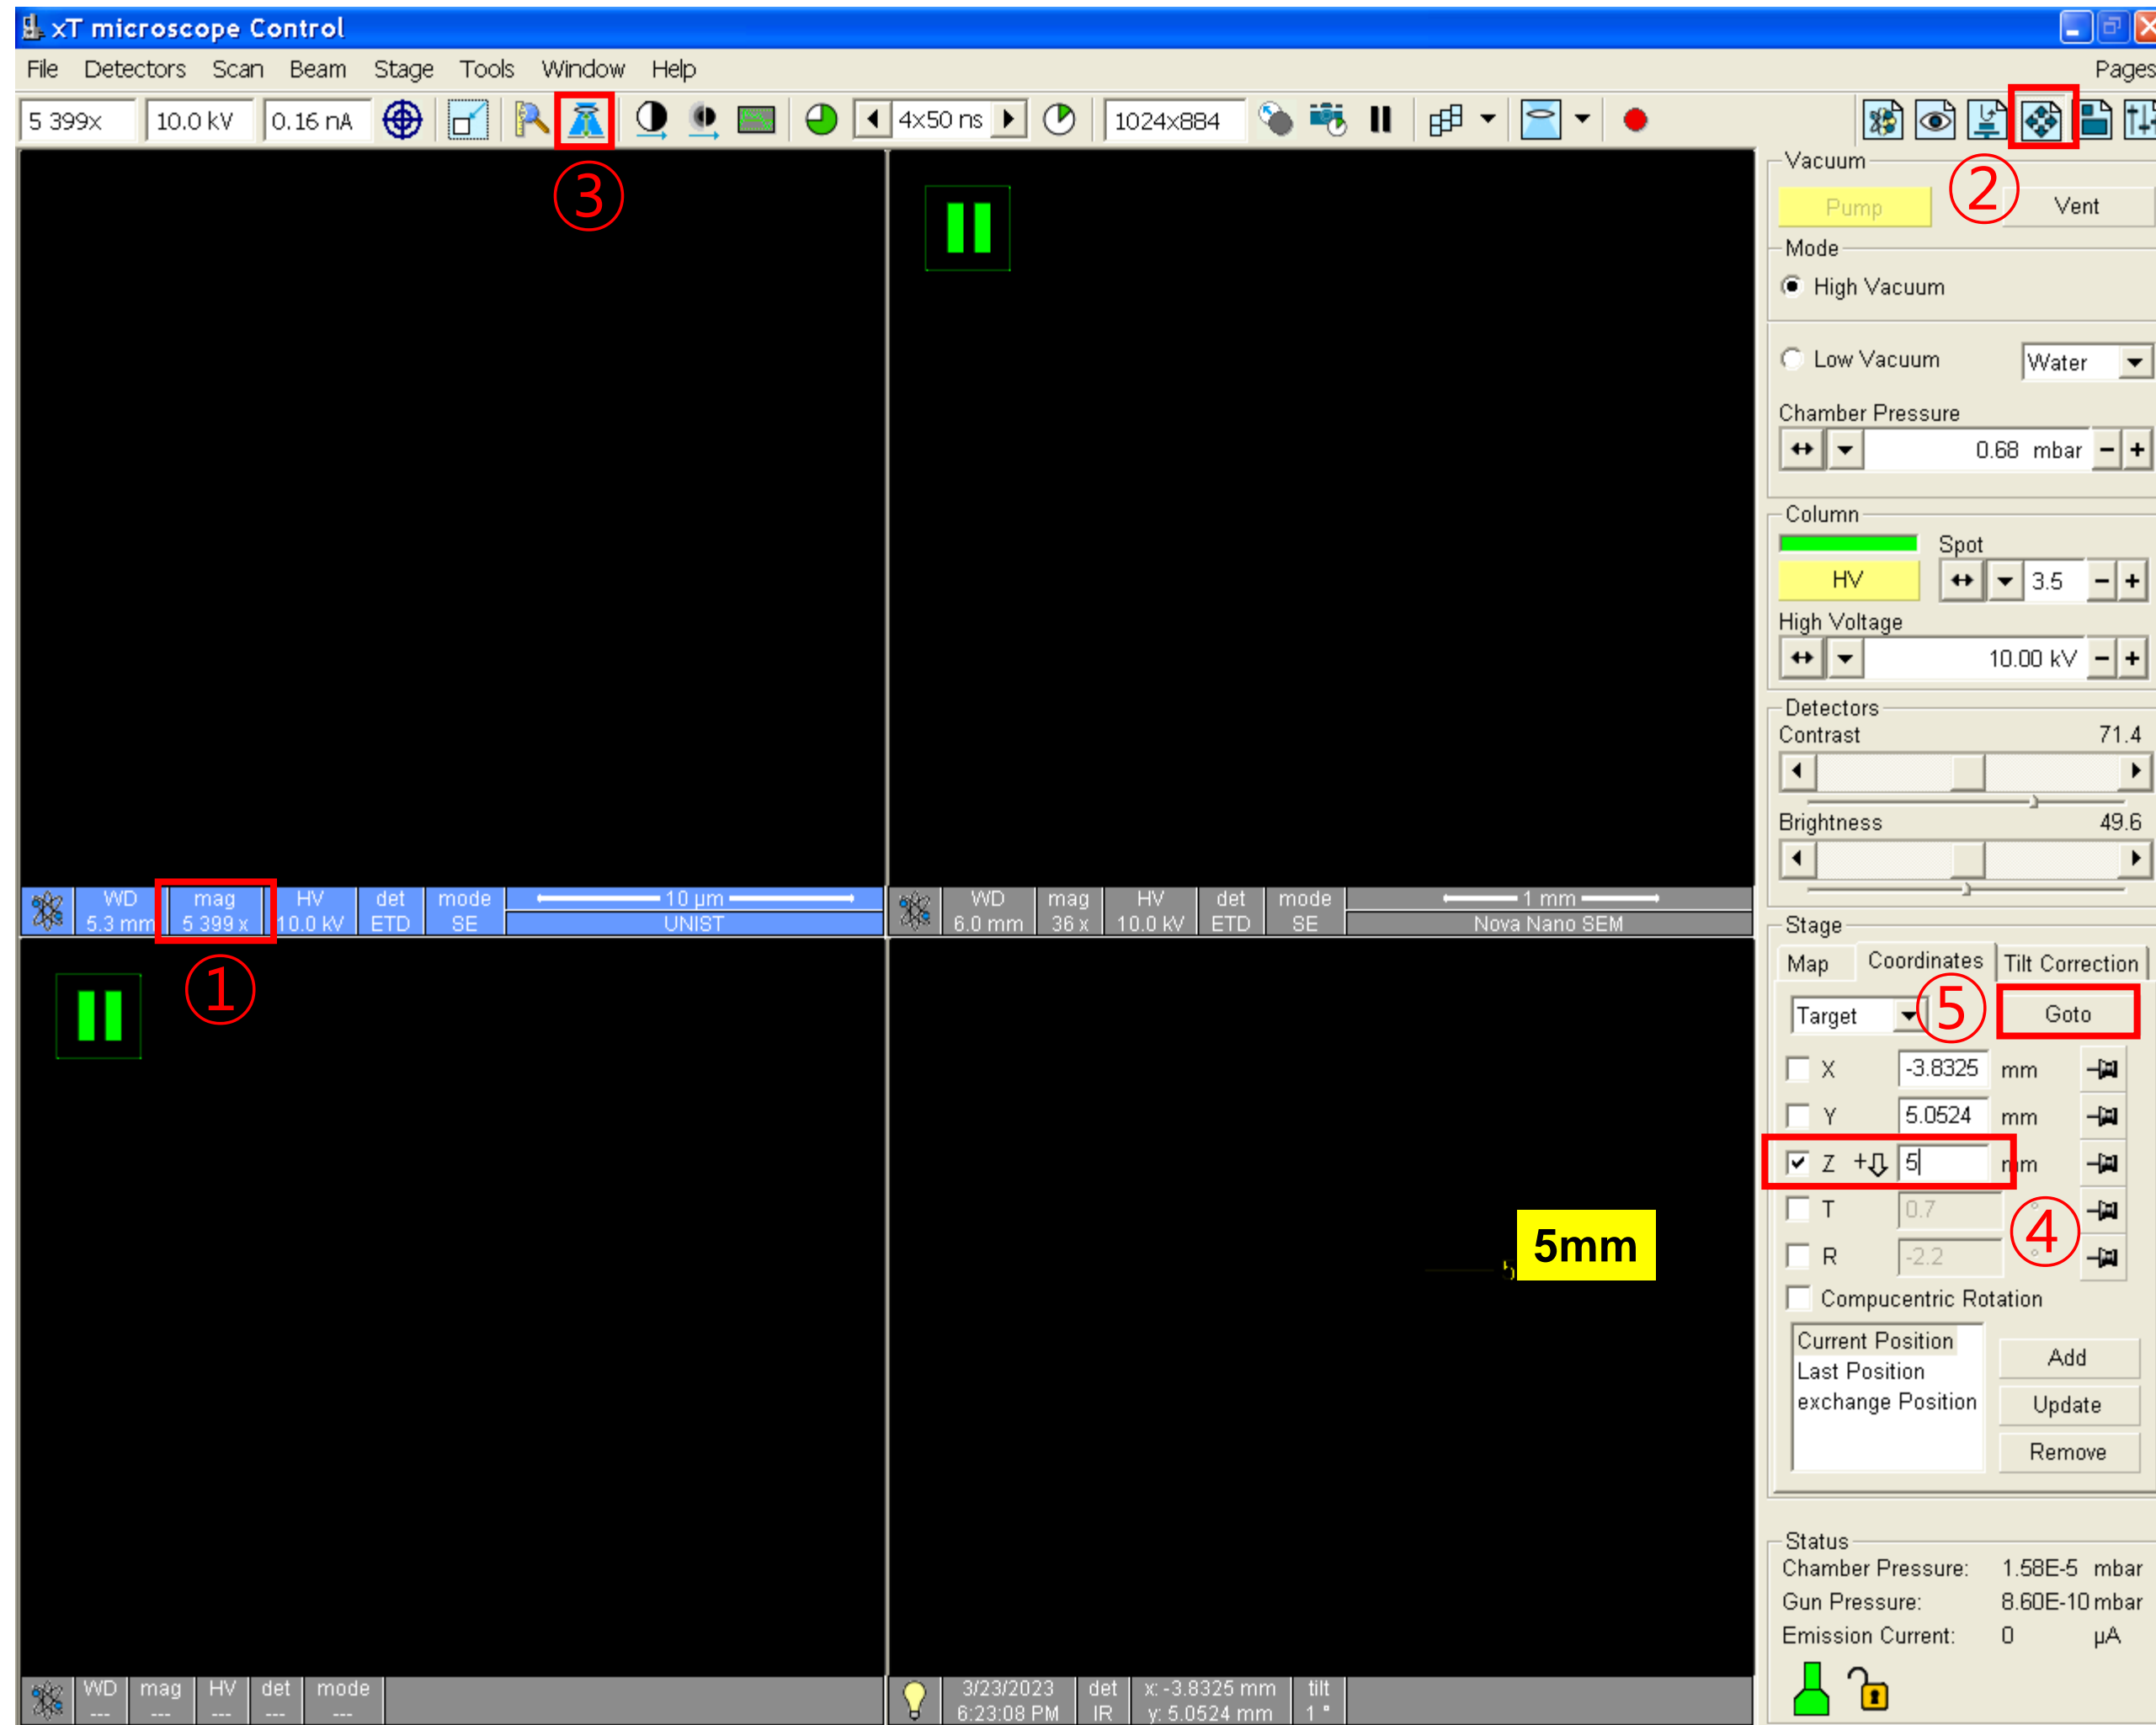 xT microscope Control
File Detectors Scan Beam Stage Tools Window Help Pages
5 399x 10.0 kV 0.16 nA 4x50 ns 1024x884
③
②
Vacuum
Pump Vent
Mode
High Vacuum
Low Vacuum Water
Chamber Pressure
0.68 mbar
Column
Spot
HV 3.5
High Voltage
10.00 kV
Detectors
Contrast 71.4
Brightness 49.6
WD mag HV det mode 10 µm
5.3 mm 5 399 x 10.0 kV ETD SE UNIST
①
WD mag HV det mode 1 mm
6.0 mm 36 x 10.0 kV ETD SE Nova Nano SEM
Stage
Map Coordinates Tilt Correction
Target ⑤ Goto
X -3.8325 mm
Y 5.0524 mm
Z + 5 mm
T 0.7 °
④
R -2.2 °
5mm
Compucentric Rotation
Current Position
Last Position
exchange Position
Add
Update
Remove
Status
Chamber Pressure: 1.58E-5 mbar
Gun Pressure: 8.60E-10 mbar
Emission Current: 0 µA
WD mag HV det mode
--- --- --- --- ---
3/23/2023 det x: -3.8325 mm tilt
6:23:08 PM IR y: 5.0524 mm 1 °